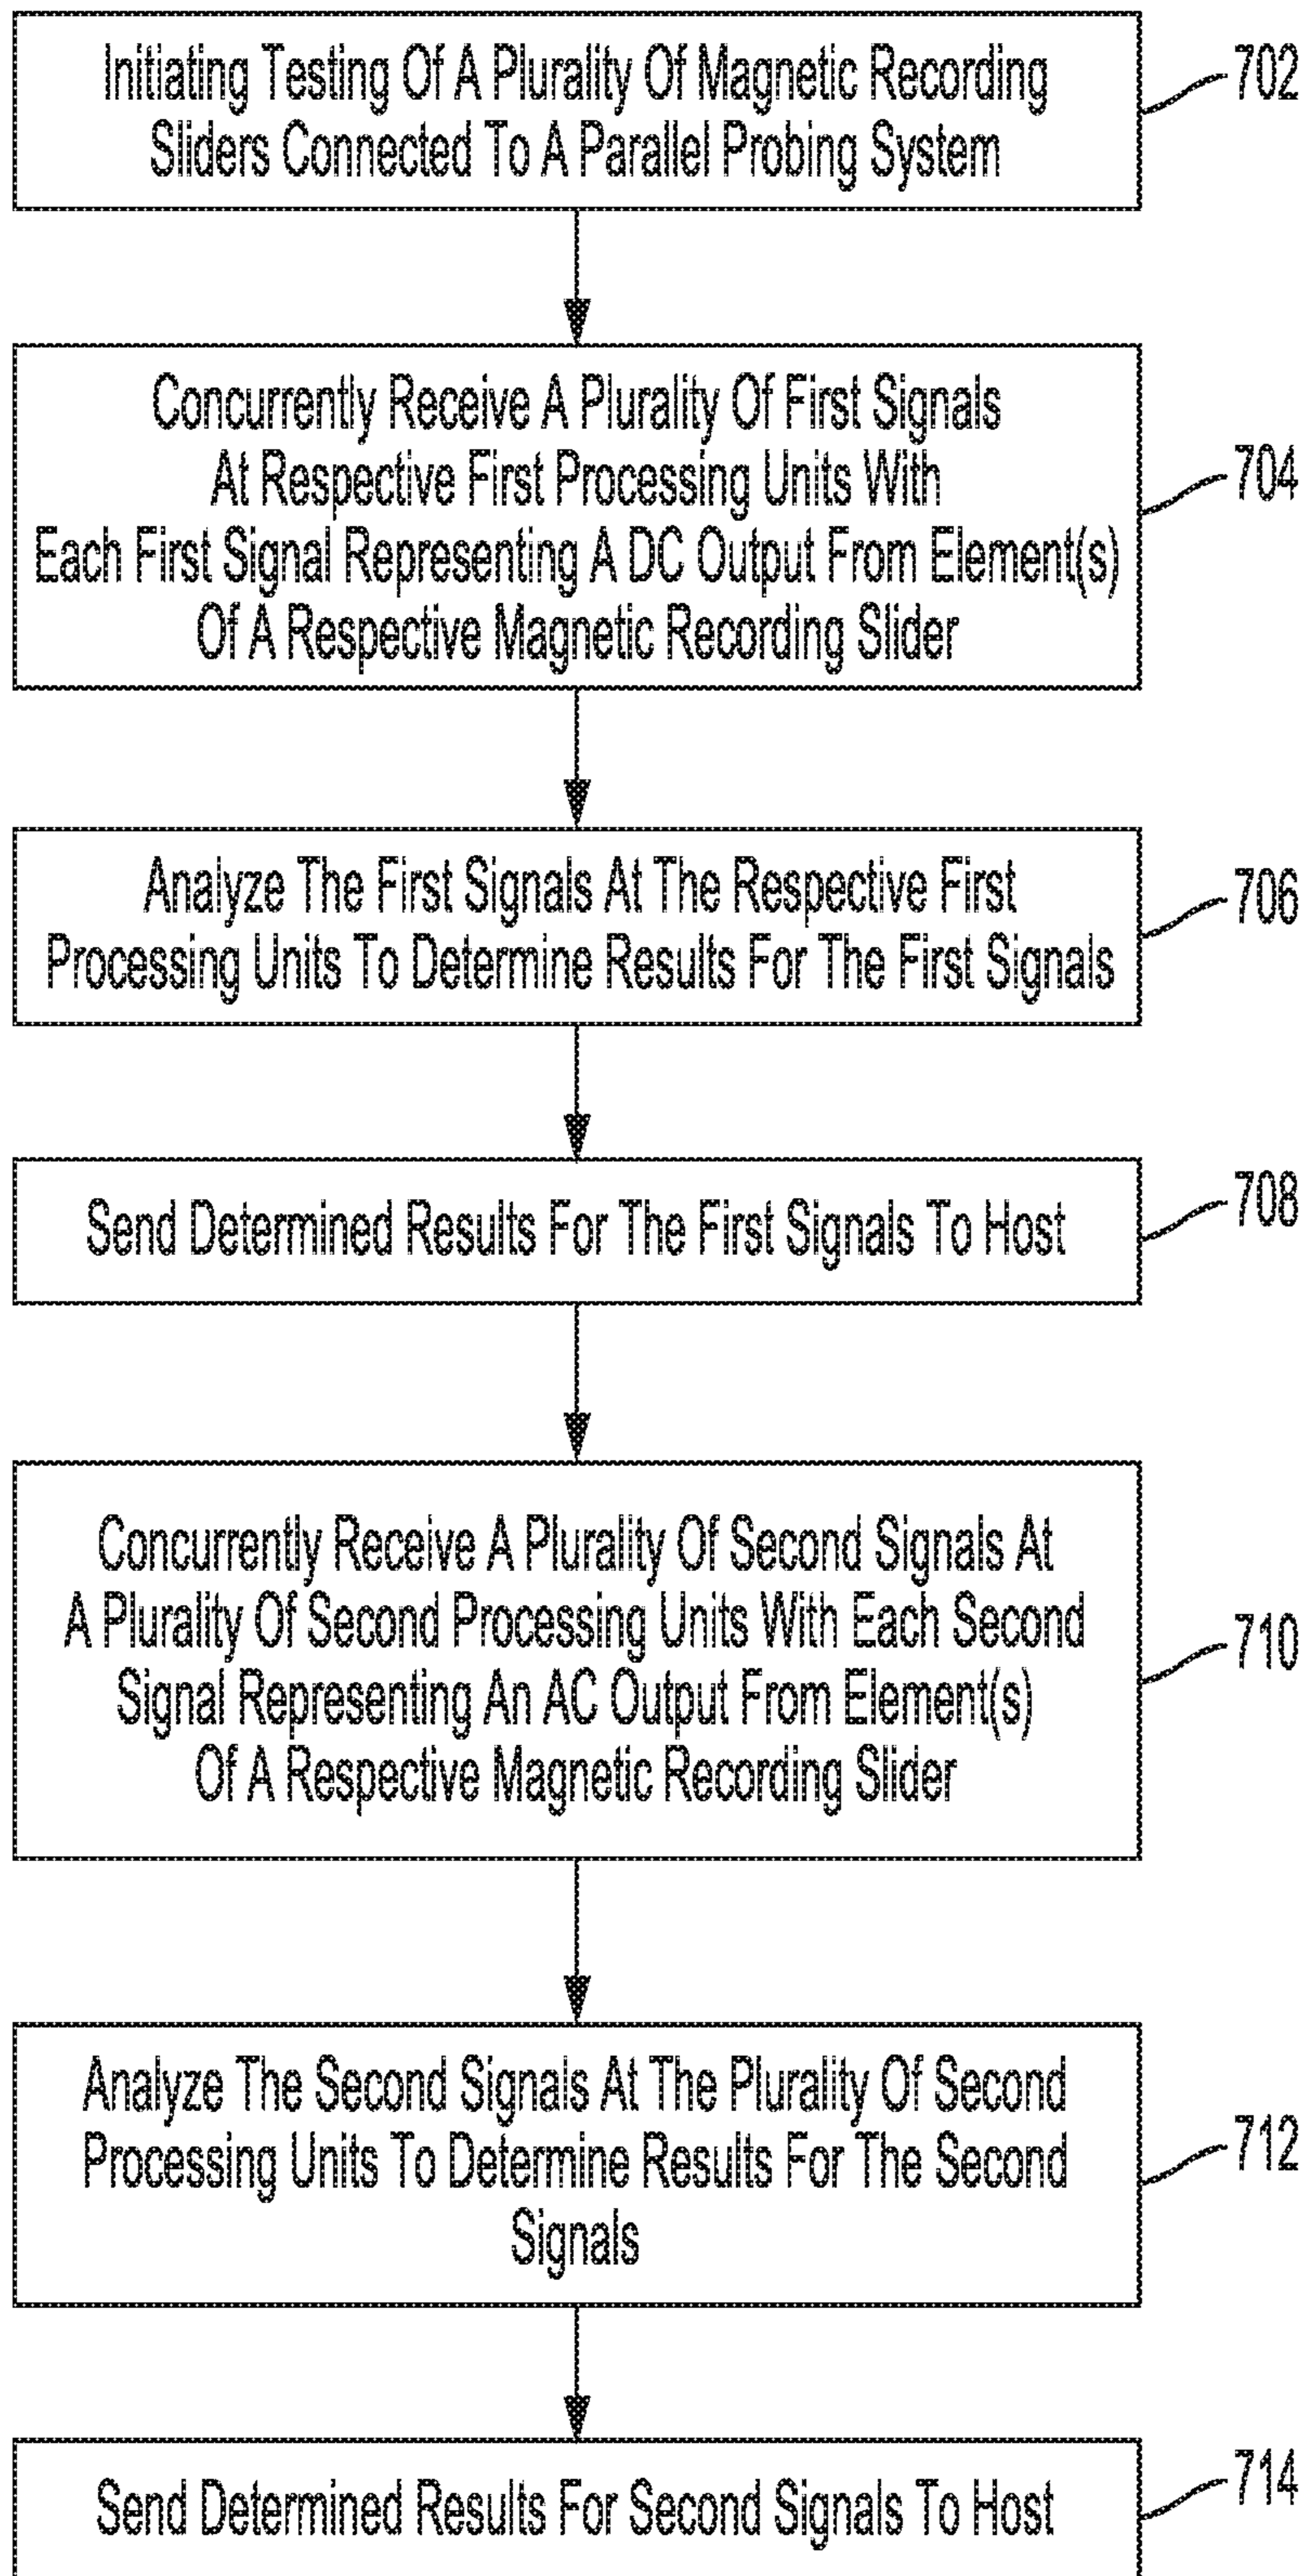 Initiating Testing Of A Plurality Of Magnetic Recording
Sliders Connected To A Parallel Probing System
702
Concurrently Receive A Plurality Of First Signals
At Respective First Processing Units With
Each First Signal Representing A DC Output From Element(s)
Of A Respective Magnetic Recording Slider
704
Analyze The First Signals At The Respective First
Processing Units To Determine Results For The First Signals
706
Send Determined Results For The First Signals To Host
708
Concurrently Receive A Plurality Of Second Signals At
A Plurality Of Second Processing Units With Each Second
Signal Representing An AC Output From Element(s)
Of A Respective Magnetic Recording Slider
710
Analyze The Second Signals At The Plurality Of Second
Processing Units To Determine Results For The Second
Signals
712
Send Determined Results For Second Signals To Host
714